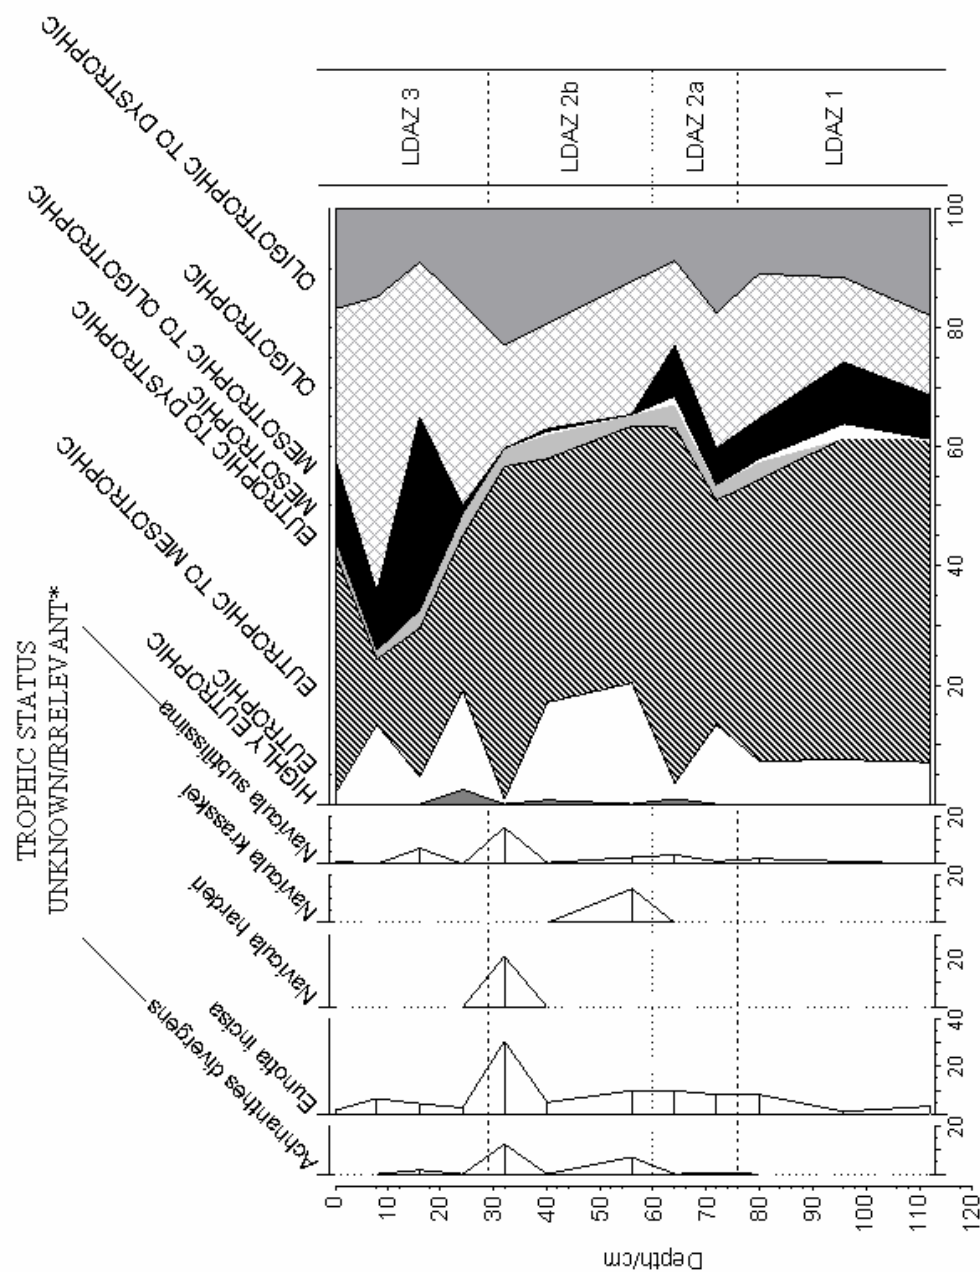 TROPHIC STATUS
UNKNOWN/IRRELEVANT*
Achnanthes divergens
Eunotia incisa
Navicula harderi
Navicula krasskei
Navicula subtilissima
HIGHLY EUTROPHIC
EUTROPHIC
EUTROPHIC TO MESOTROPHIC
EUTROPHIC TO DYSTROPHIC
MESOTROPHIC
MESOTROPHIC TO OLIGOTROPHIC
OLIGOTROPHIC
OLIGOTROPHIC TO DYSTROPHIC
LDAZ 3
LDAZ 2b
LDAZ 2a
LDAZ 1
0 10 20 30 40 50 60 70 80 90 100 110 120
Depth/cm
20
20 40
20
20
20
20 40 60 80 100